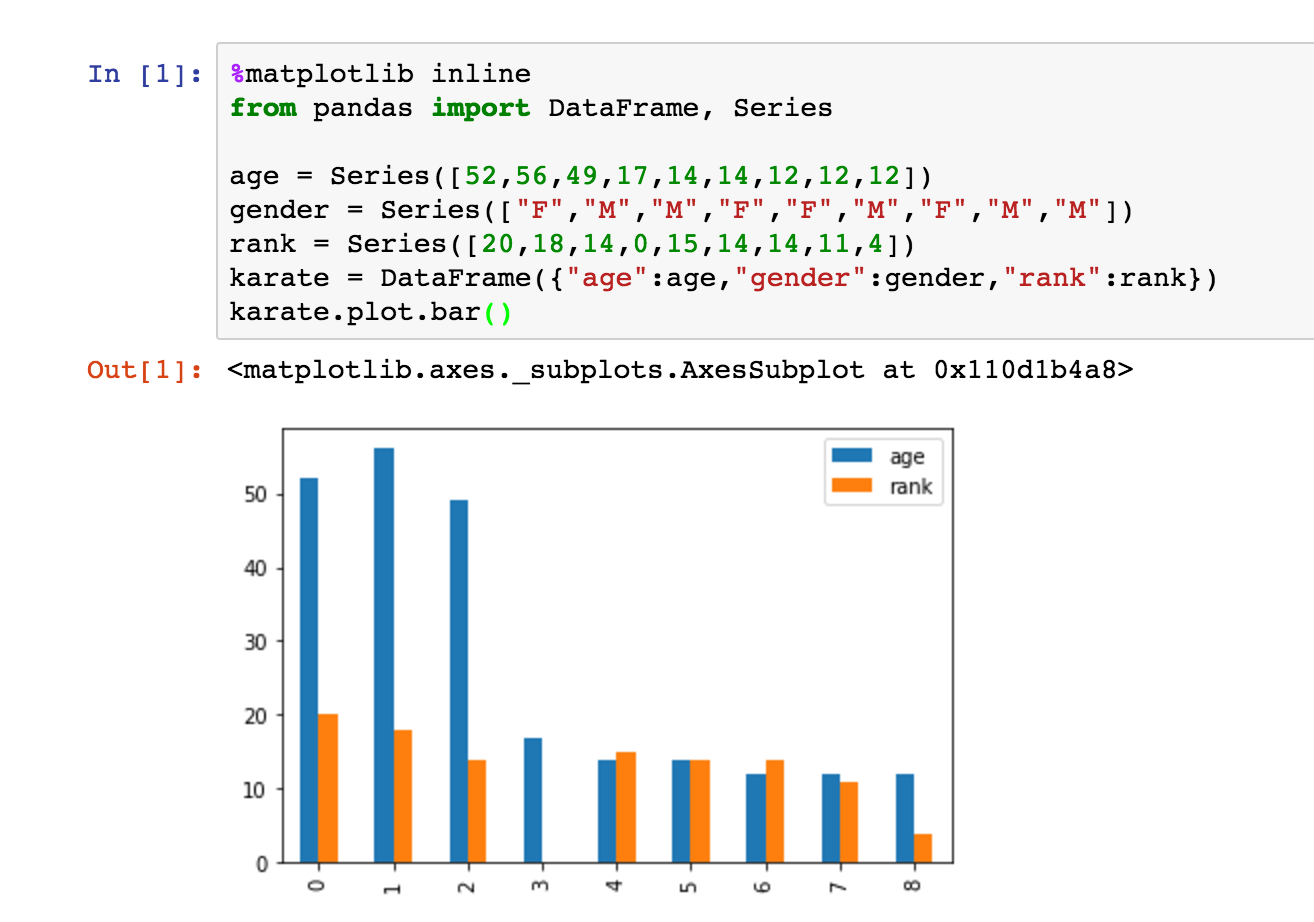 In [1]:
%matplotlib inline
from pandas import DataFrame, Series
age = Series([52,56,49,17,14,14,12,12,12])
gender = Series(["F","M","M","F","F","M","F","M","M"])
rank = Series([20,18,14,0,15,14,14,11,4])
karate = DataFrame({"age":age,"gender":gender,"rank":rank})
karate.plot.bar()
Out[1]: <matplotlib.axes._subplots.AxesSubplot at 0x110d1b4a8>
age
rank
50
40
30
20
10
0
0 1 2 3 4 5 6 7 8